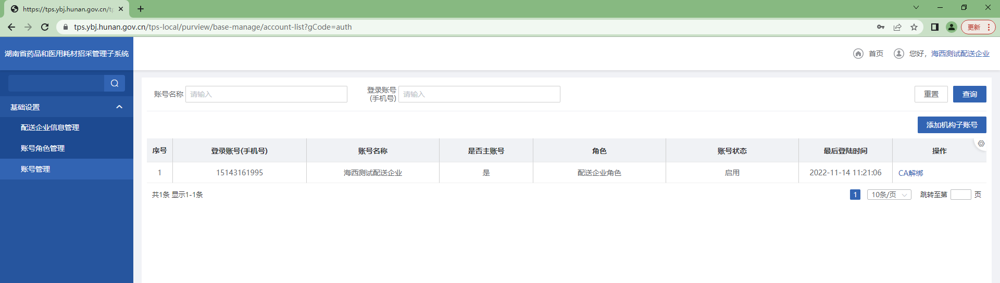 https://tps.ybj.hunan.gov.cn/tp
tps.ybj.hunan.gov.cn/tps-local/purview/base-manage/account-list?gCode=auth
更新
湖南省药品和医用耗材招采管理子系统
首页
您好，海西测试配送企业
基础设置
配送企业信息管理
账号角色管理
账号管理
账号名称 请输入
登录账号
(手机号)
请输入
重置 查询
添加机构子账号
序号 登录账号(手机号) 账号名称 是否主账号 角色 账号状态 最后登陆时间 操作
1 15143161995 海西测试配送企业 是 配送企业角色 启用 2022-11-14 11:21:06 CA解绑
共1条 显示1-1条
1 10条/页 跳转至第 页